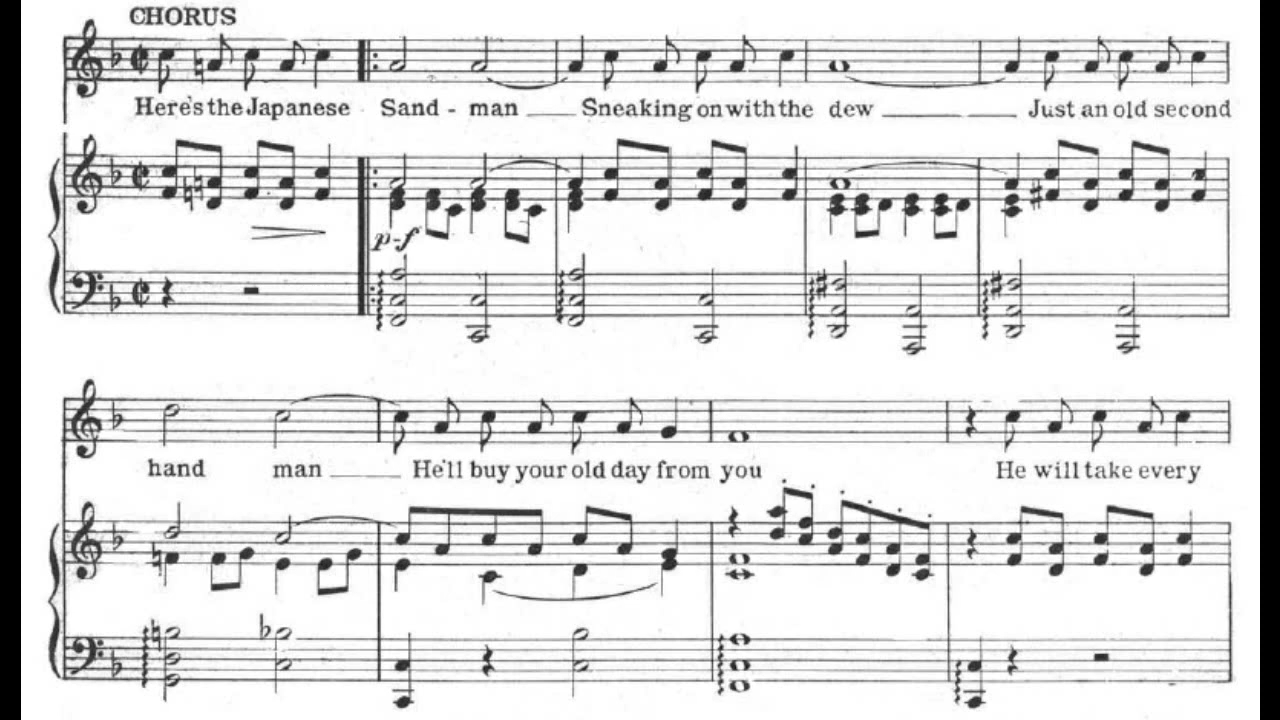 CHORUS
Here's the Japanese Sand - man Sneaking on with the dew Just an old second
p-f
hand man He'll buy your old day from you He will take every